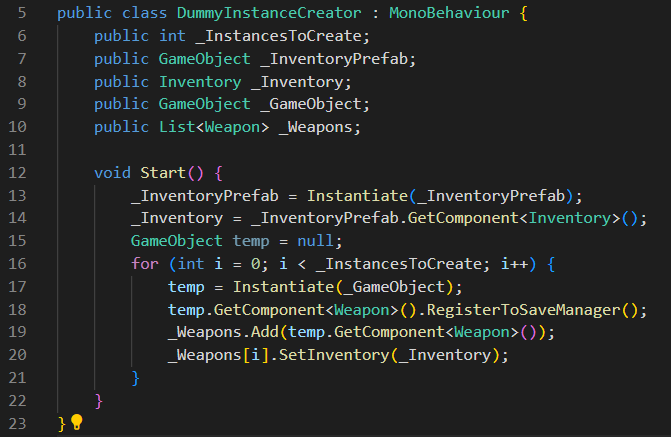 5 public class DummyInstanceCreator : MonoBehaviour {
6     public int _InstancesToCreate;
7     public GameObject _InventoryPrefab;
8     public Inventory _Inventory;
9     public GameObject _GameObject;
10     public List<Weapon> _Weapons;
11
12     void Start() {
13         _InventoryPrefab = Instantiate(_InventoryPrefab);
14         _Inventory = _InventoryPrefab.GetComponent<Inventory>();
15         GameObject temp = null;
16         for (int i = 0; i < _InstancesToCreate; i++) {
17             temp = Instantiate(_GameObject);
18             temp.GetComponent<Weapon>().RegisterToSaveManager();
19             _Weapons.Add(temp.GetComponent<Weapon>());
20             _Weapons[i].SetInventory(_Inventory);
21         }
22     }
23 }